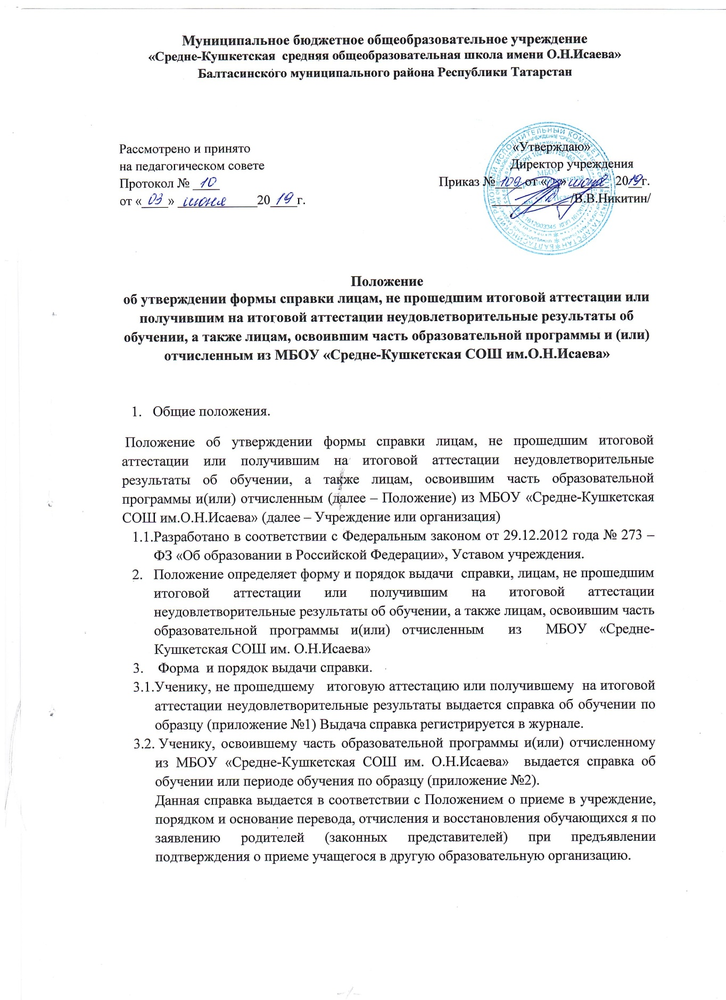 Муниципальное бюджетное общеобразовательное учреждение
«Средне-Кушкетская средняя общеобразовательная школа имени О.Н.Исаева»
Балтасинского муниципального района Республики Татарстан
Рассмотрено и принято
на педагогическом совете
Протокол № 10
от « 03 » июня 2019 г.
«Утверждаю»
Директор учреждения
Приказ № 109 от «03» июня 2019г.
/В.В.Никитин/
Положение
об утверждении формы справки лицам, не прошедшим итоговой аттестации или
получившим на итоговой аттестации неудовлетворительные результаты об
обучении, а также лицам, освоившим часть образовательной программы и (или)
отчисленным из МБОУ «Средне-Кушкетская СОШ им.О.Н.Исаева»
1. Общие положения.
Положение об утверждении формы справки лицам, не прошедшим итоговой
аттестации или получившим на итоговой аттестации неудовлетворительные
результаты об обучении, а также лицам, освоившим часть образовательной
программы и(или) отчисленным (далее – Положение) из МБОУ «Средне-Кушкетская
СОШ им.О.Н.Исаева» (далее – Учреждение или организация)
1.1.Разработано в соответствии с Федеральным законом от 29.12.2012 года № 273 –
ФЗ «Об образовании в Российской Федерации», Уставом учреждения.
2. Положение определяет форму и порядок выдачи справки, лицам, не прошедшим
итоговой аттестации или получившим на итоговой аттестации
неудовлетворительные результаты об обучении, а также лицам, освоившим часть
образовательной программы и(или) отчисленным из МБОУ «Средне-
Кушкетская СОШ им. О.Н.Исаева»
3. Форма и порядок выдачи справки.
3.1.Ученику, не прошедшему итоговую аттестацию или получившему на итоговой
аттестации неудовлетворительные результаты выдается справка об обучении по
образцу (приложение №1) Выдача справка регистрируется в журнале.
3.2. Ученику, освоившему часть образовательной программы и(или) отчисленному
из МБОУ «Средне-Кушкетская СОШ им. О.Н.Исаева» выдается справка об
обучении или периоде обучения по образцу (приложение №2).
Данная справка выдается в соответствии с Положением о приеме в учреждение,
порядком и основание перевода, отчисления и восстановления обучающихся я по
заявлению родителей (законных представителей) при предъявлении
подтверждения о приеме учащегося в другую образовательную организацию.
-1-